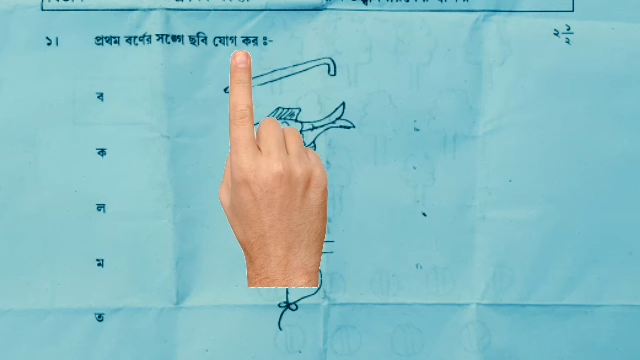 ১। প্রথম বর্ণের সঙ্গে ছবি যোগ কর ঃ- ২ ১/২
ব
ক
ল
ম
ত